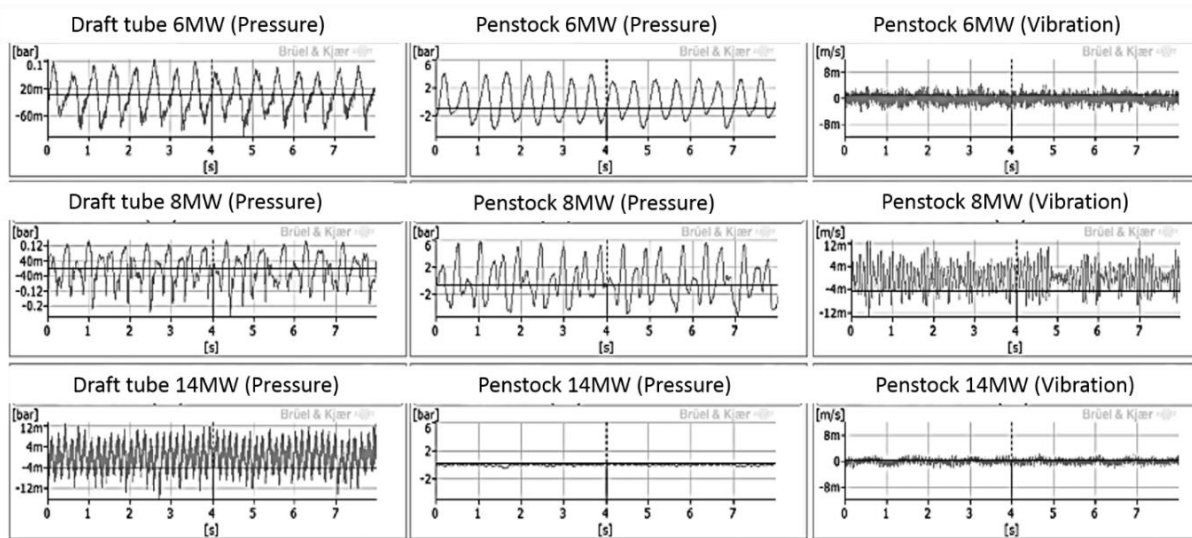 Draft tube 6MW (Pressure)
[bar]
Brüel & Kjær
0.1
20m
-60m
0 1 2 3 4 5 6 7
[s]
Penstock 6MW (Pressure)
[bar]
Brüel & Kjær
6
2
-2
0 1 2 3 4 5 6 7
[s]
Penstock 6MW (Vibration)
[m/s]
Brüel & Kjær
8m
0
-8m
0 1 2 3 4 5 6 7
[s]
Draft tube 8MW (Pressure)
[bar]
Brüel & Kjær
0.12
40m
-40m
-0.12
-0.2
0 1 2 3 4 5 6 7
[s]
Penstock 8MW (Pressure)
[bar]
Brüel & Kjær
6
2
-2
0 1 2 3 4 5 6 7
[s]
Penstock 8MW (Vibration)
[m/s]
Brüel & Kjær
12m
4m
-4m
-12m
0 1 2 3 4 5 6 7
[s]
Draft tube 14MW (Pressure)
[bar]
Brüel & Kjær
12m
4m
-4m
-12m
0 1 2 3 4 5 6 7
[s]
Penstock 14MW (Pressure)
[bar]
Brüel & Kjær
6
2
-2
0 1 2 3 4 5 6 7
[s]
Penstock 14MW (Vibration)
[m/s]
Brüel & Kjær
8m
0
-8m
0 1 2 3 4 5 6 7
[s]